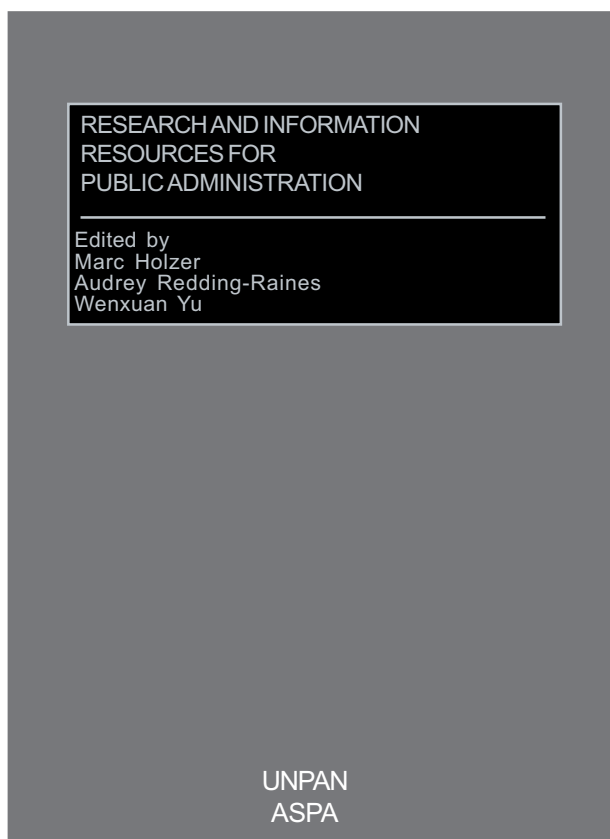 RESEARCH AND INFORMATION
RESOURCES FOR
PUBLIC ADMINISTRATION
Edited by
Marc Holzer
Audrey Redding-Raines
Wenxuan Yu
UNPAN
ASPA